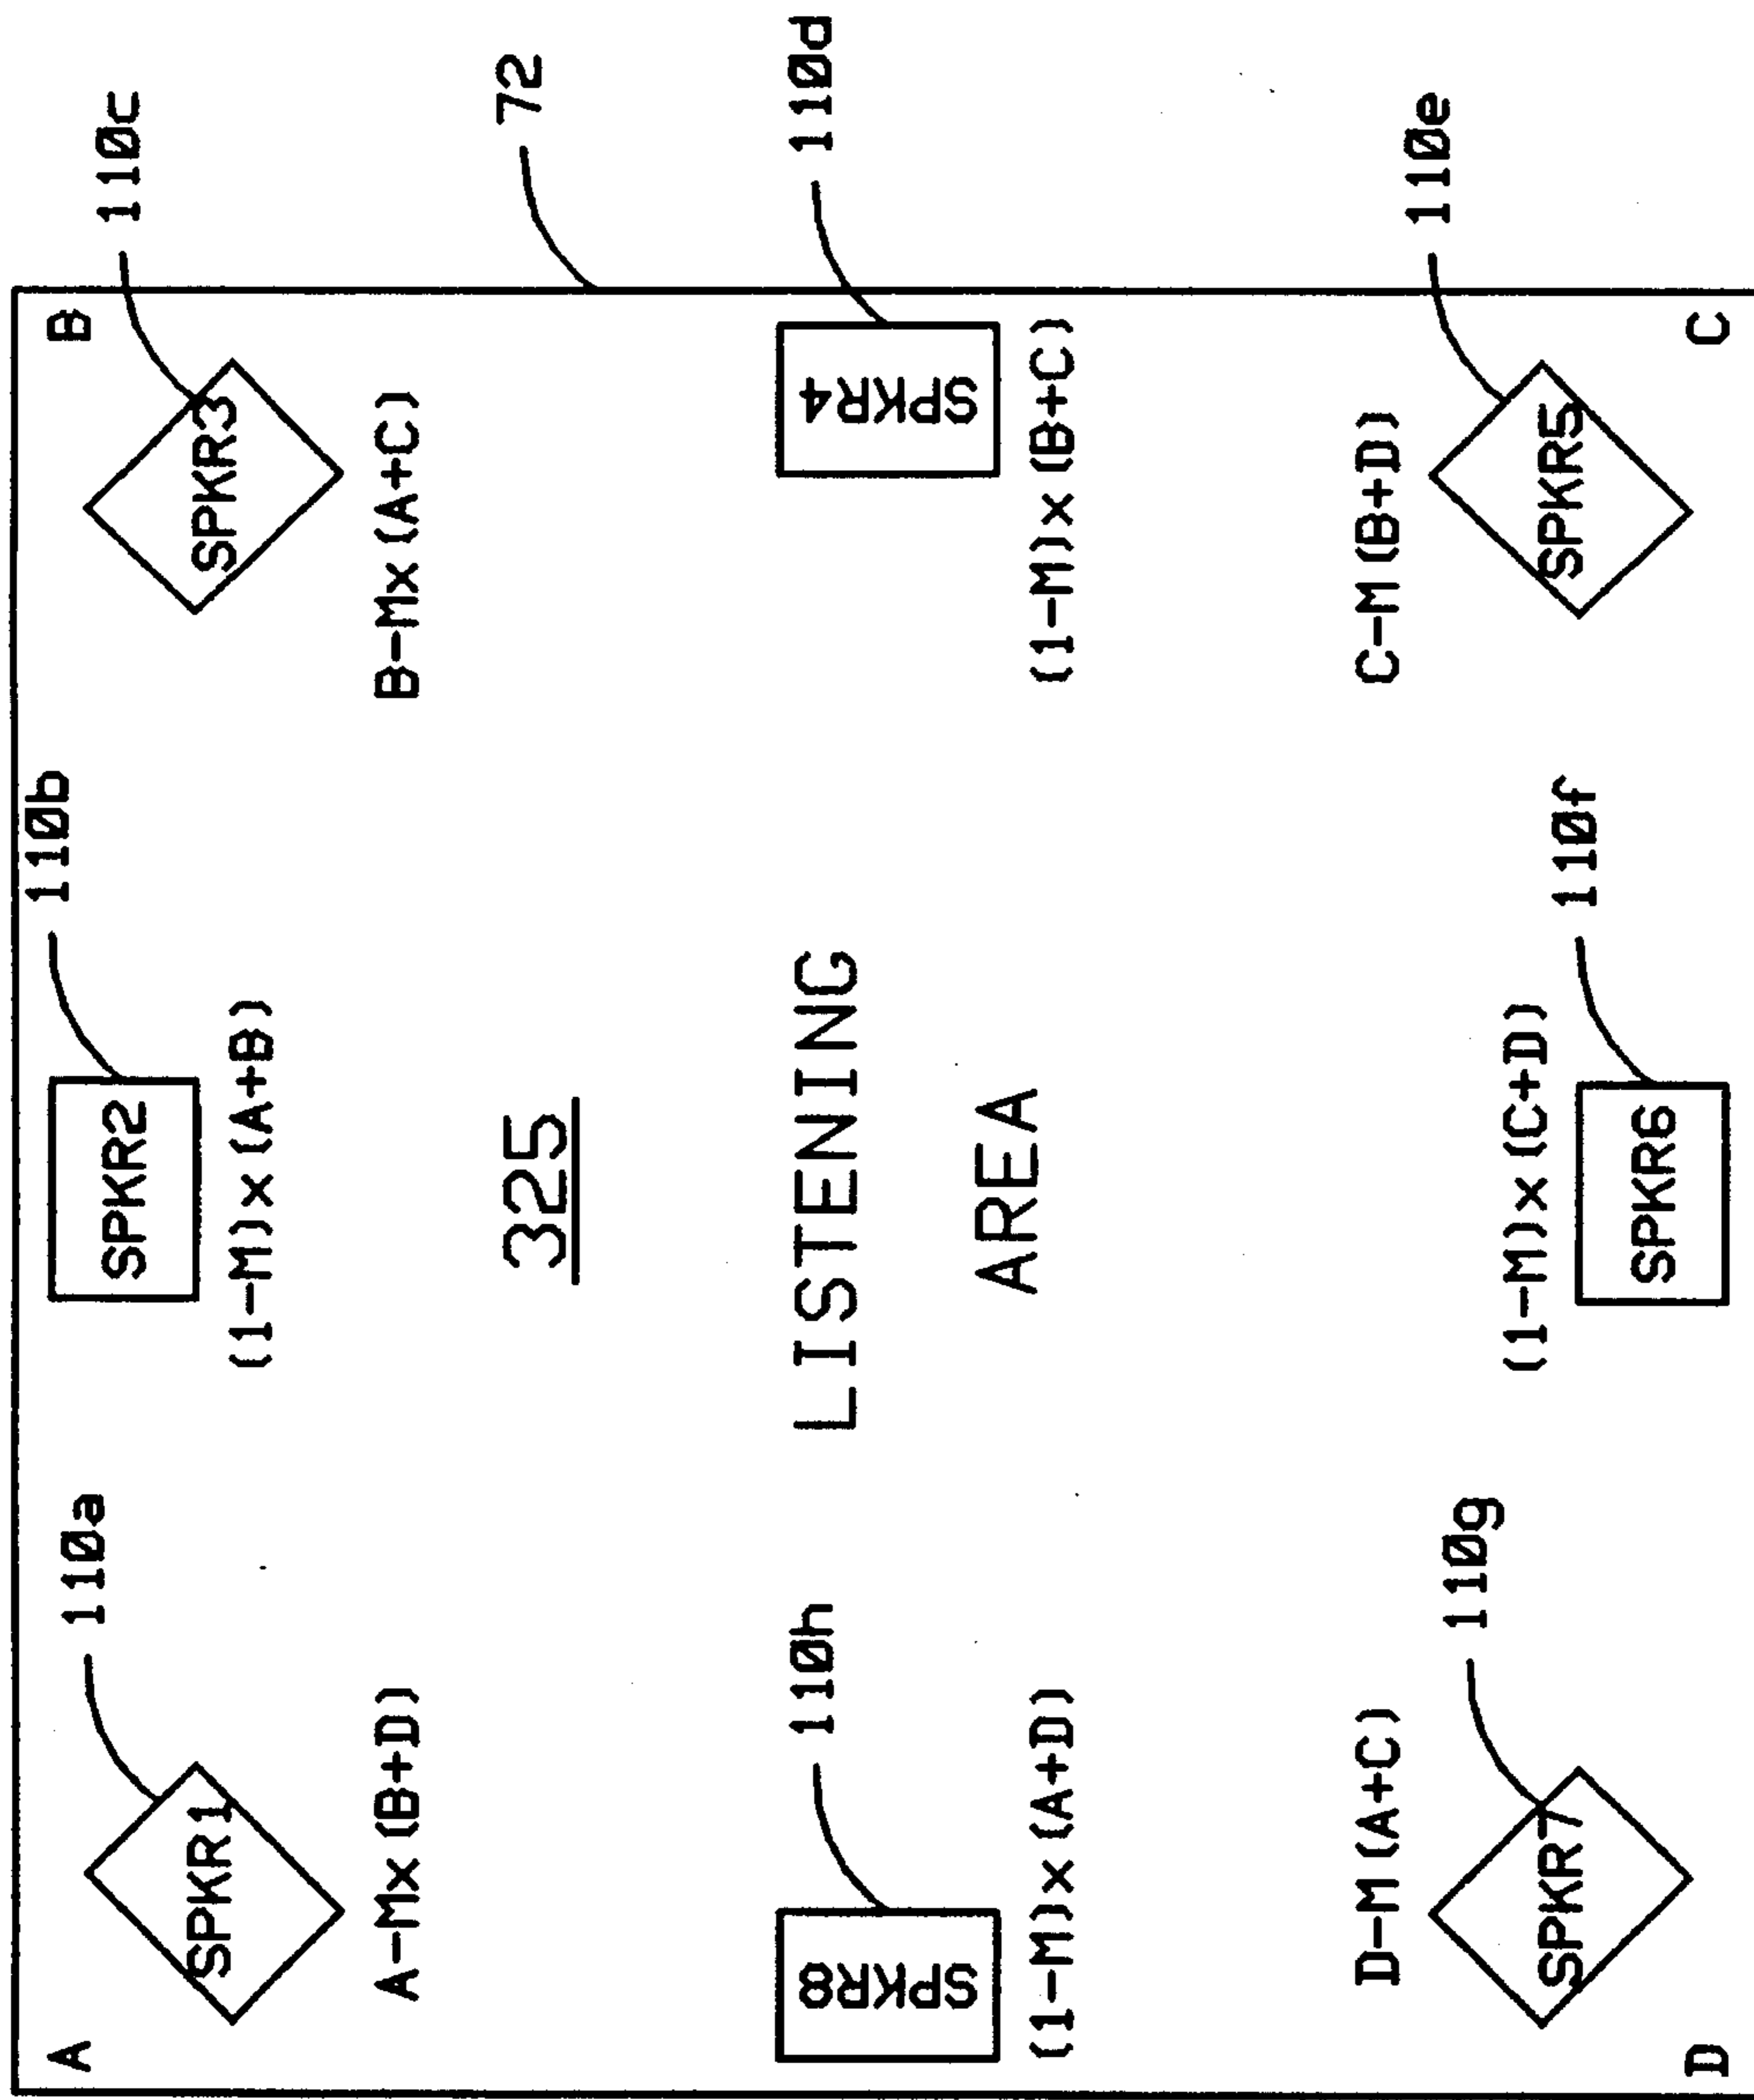 110a
110b
110c
A
B
SPKR1
SPKR2
SPKR3
(1-M)x(A+B)
A-Mx(B+D)
B-Mx(A+C)
72
325
110h
110d
SPKR8
LISTENING
SPKR4
AREA
(1-M)x(A+D)
(1-M)x(B+C)
D-M(A+C)
C-M(B+D)
110g
110e
110f
(1-M)x(C+D)
SPKR7
SPKR6
SPKR5
D
C